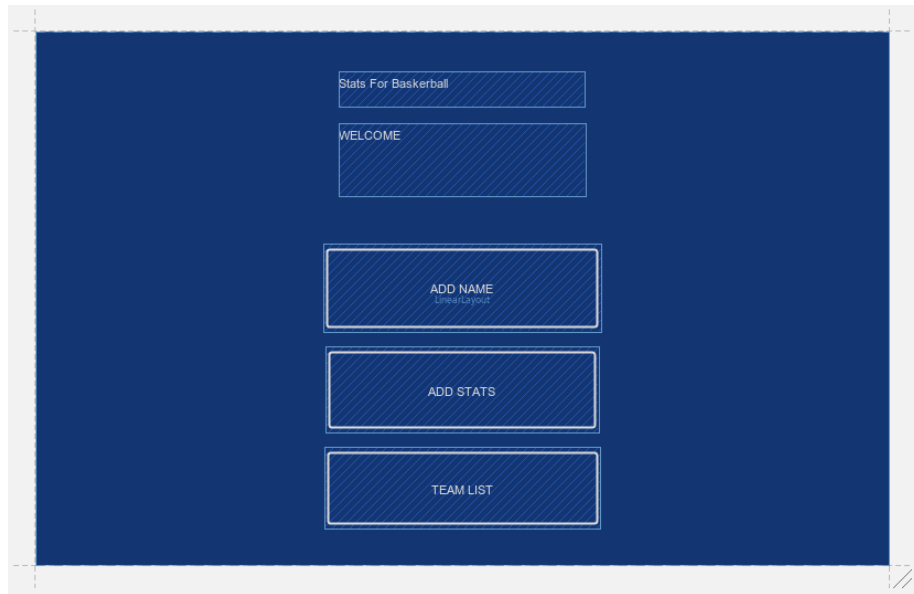 Stats For Baskerball
WELCOME
ADD NAME
LinearLayout
ADD STATS
TEAM LIST